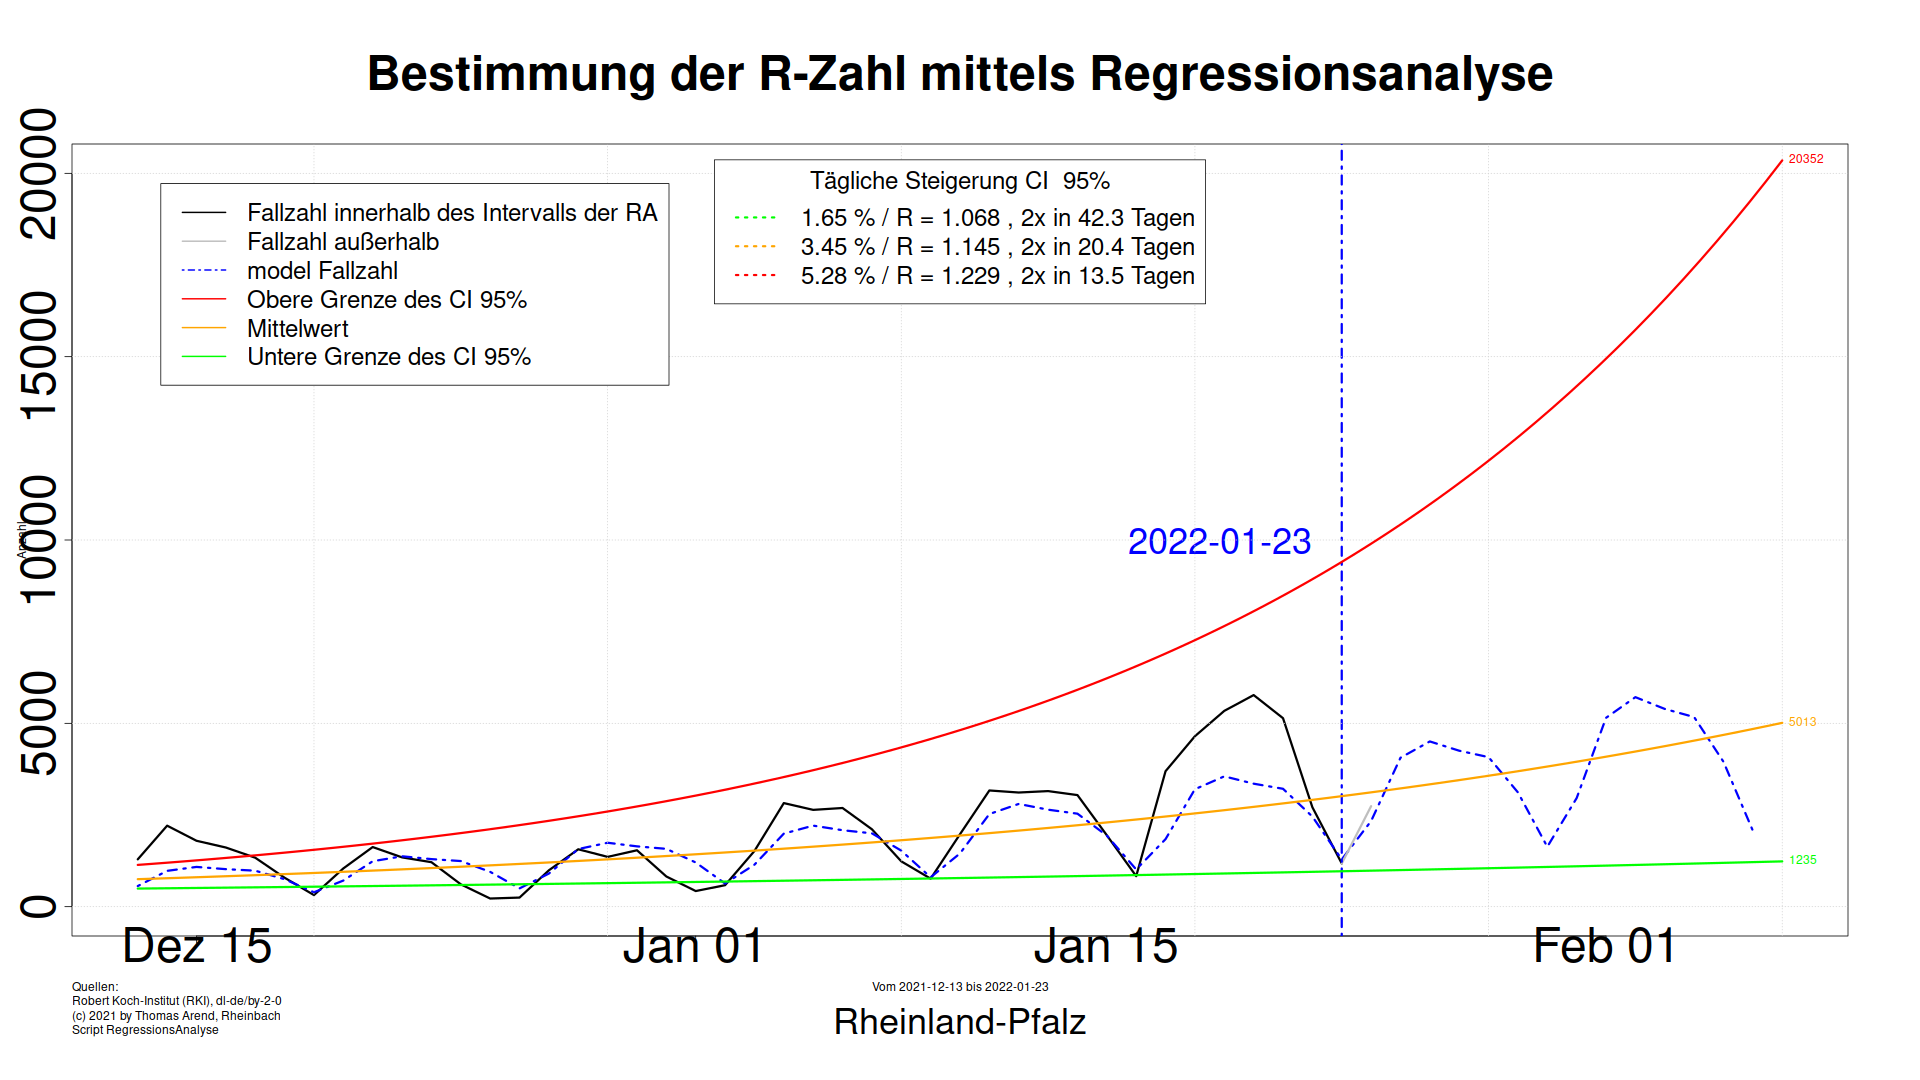 Bestimmung der R-Zahl mittels Regressionsanalyse
Anzahl
20000
15000
10000
5000
0
Fallzahl innerhalb des Intervalls der RA
Fallzahl außerhalb
model Fallzahl
Obere Grenze des CI 95%
Mittelwert
Untere Grenze des CI 95%
Tägliche Steigerung CI 95%
1.65 % / R = 1.068 , 2x in 42.3 Tagen
3.45 % / R = 1.145 , 2x in 20.4 Tagen
5.28 % / R = 1.229 , 2x in 13.5 Tagen
20352
2022-01-23
5013
1235
Dez 15
Jan 01
Jan 15
Feb 01
Quellen:
Robert Koch-Institut (RKI), dl-de/by-2-0
(c) 2021 by Thomas Arend, Rheinbach
Script RegressionsAnalyse
Vom 2021-12-13 bis 2022-01-23
Rheinland-Pfalz